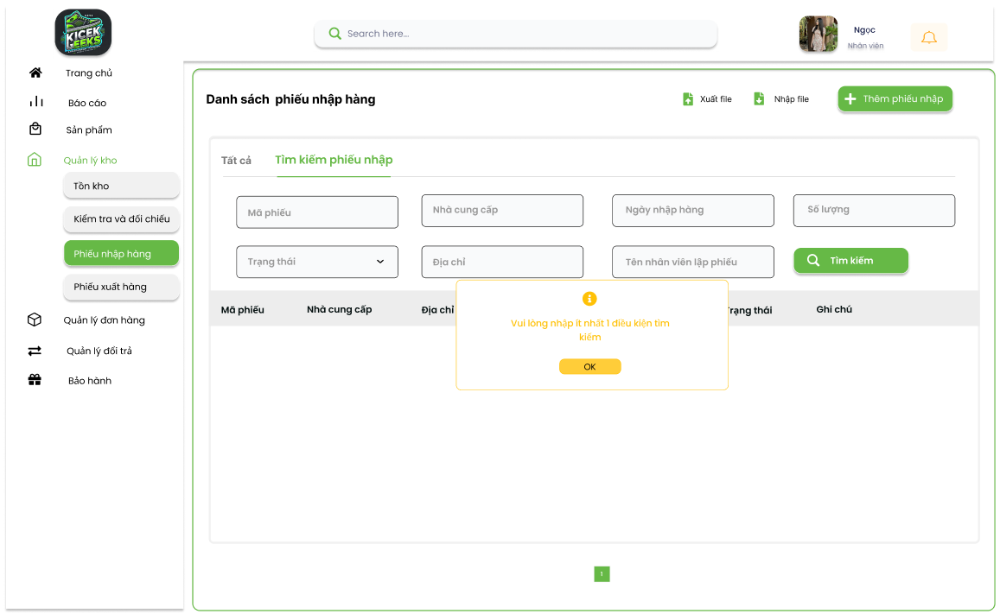 KICEK
GEEKS
Search here...
Ngọc
Nhân viên
Trang chủ
Báo cáo
Sản phẩm
Quản lý kho
Tồn kho
Kiểm tra và đối chiếu
Phiếu nhập hàng
Phiếu xuất hàng
Quản lý đơn hàng
Quản lý đổi trả
Bảo hành
Danh sách phiếu nhập hàng
Xuất file
Nhập file
Thêm phiếu nhập
Tất cả
Tìm kiếm phiếu nhập
Mã phiếu
Nhà cung cấp
Ngày nhập hàng
Số lượng
Trạng thái
Địa chỉ
Tên nhân viên lập phiếu
Tìm kiếm
Mã phiếu
Nhà cung cấp
Địa chỉ
rạng thái
Ghi chú
Vui lòng nhập ít nhất 1 điều kiện tìm
kiếm
OK
1